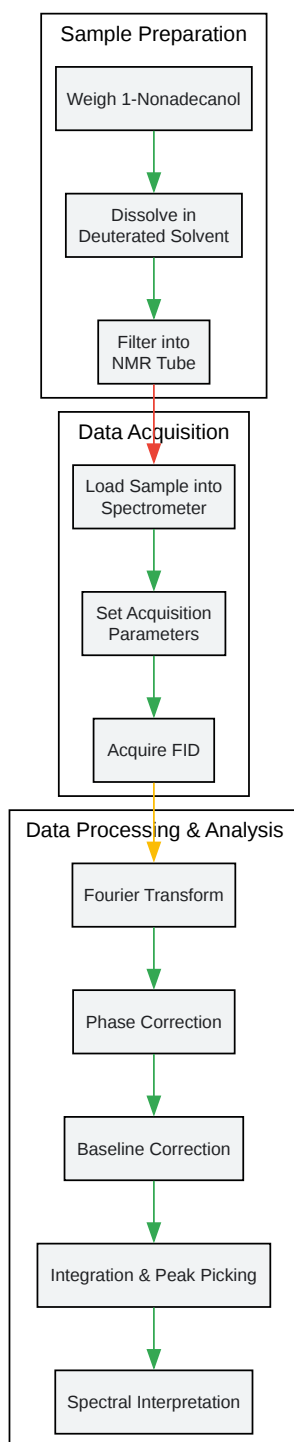 Sample Preparation
Weigh 1-Nonadecanol
Dissolve in
Deuterated Solvent
Filter into
NMR Tube
Data Acquisition
Load Sample into
Spectrometer
Set Acquisition
Parameters
Acquire FID
Data Processing & Analysis
Fourier Transform
Phase Correction
Baseline Correction
Integration & Peak Picking
Spectral Interpretation